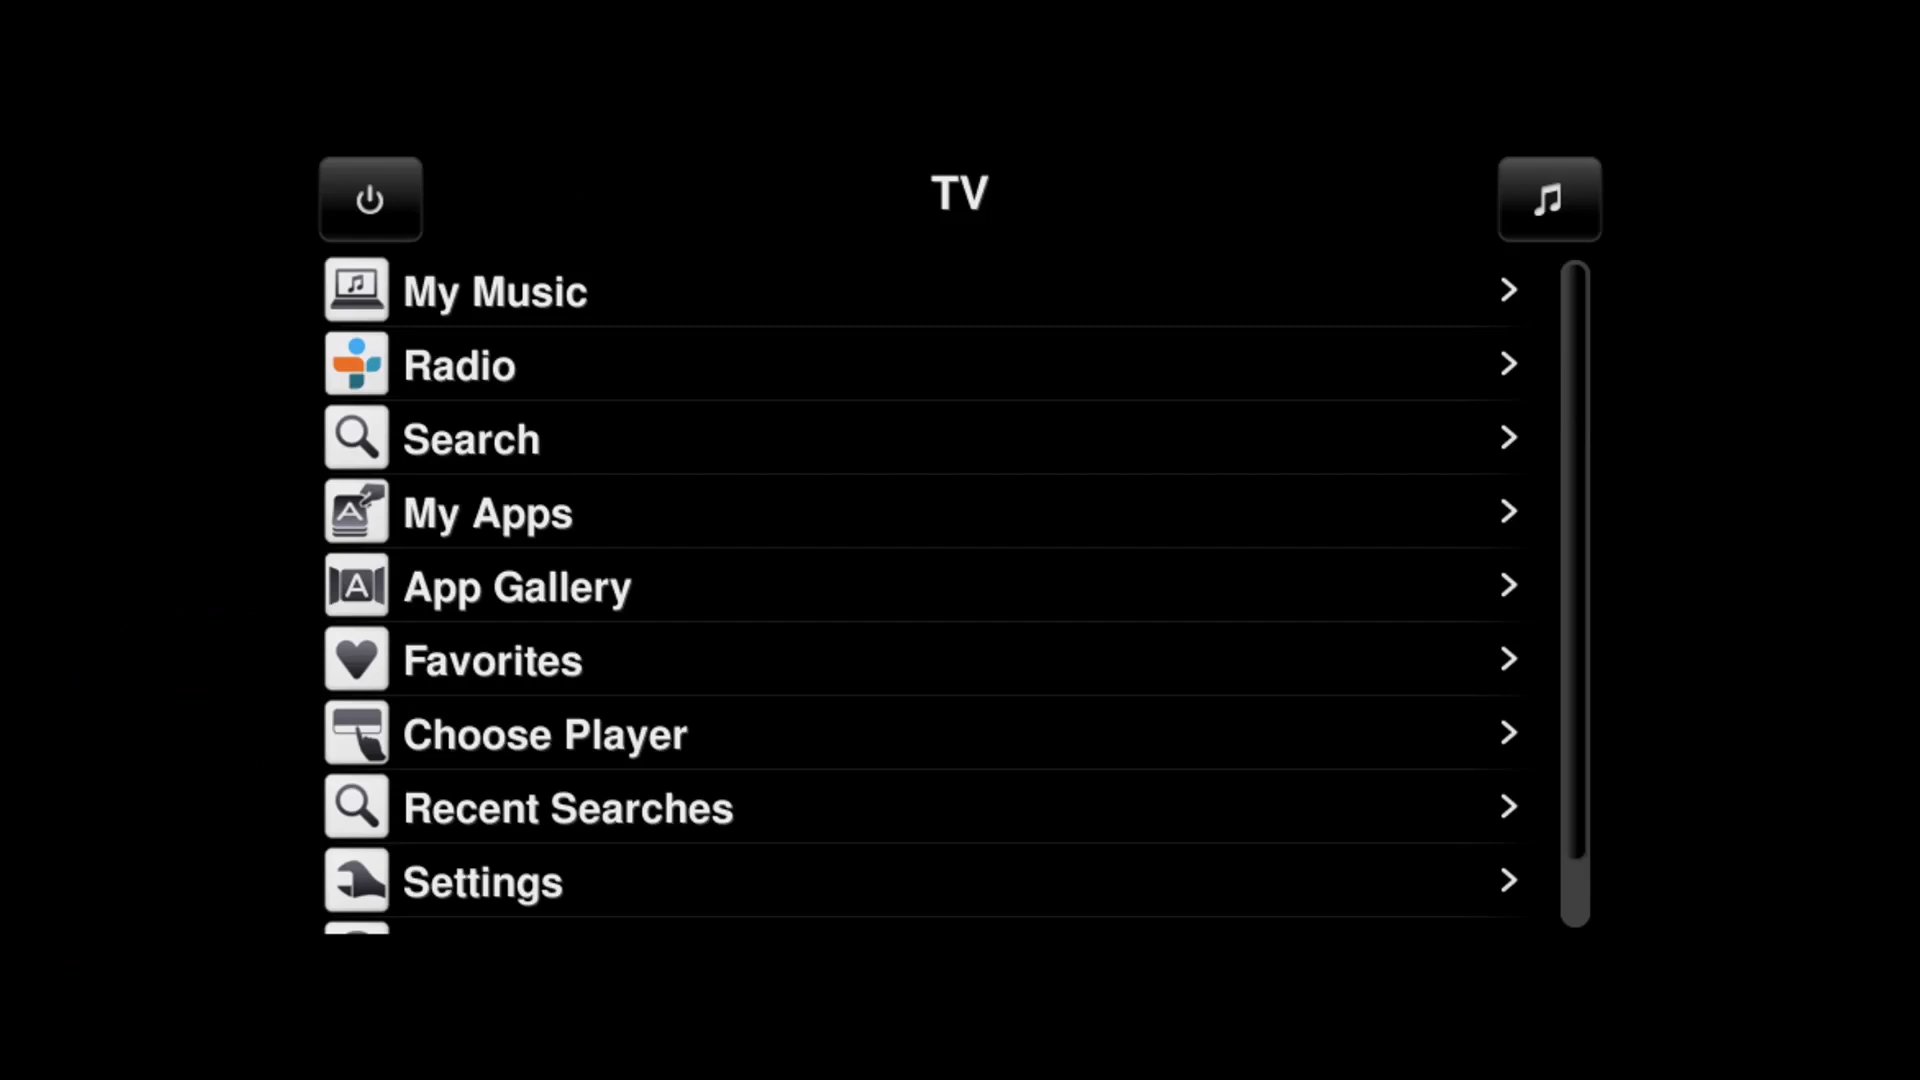 TV
My Music
Radio
Search
My Apps
App Gallery
Favorites
Choose Player
Recent Searches
Settings